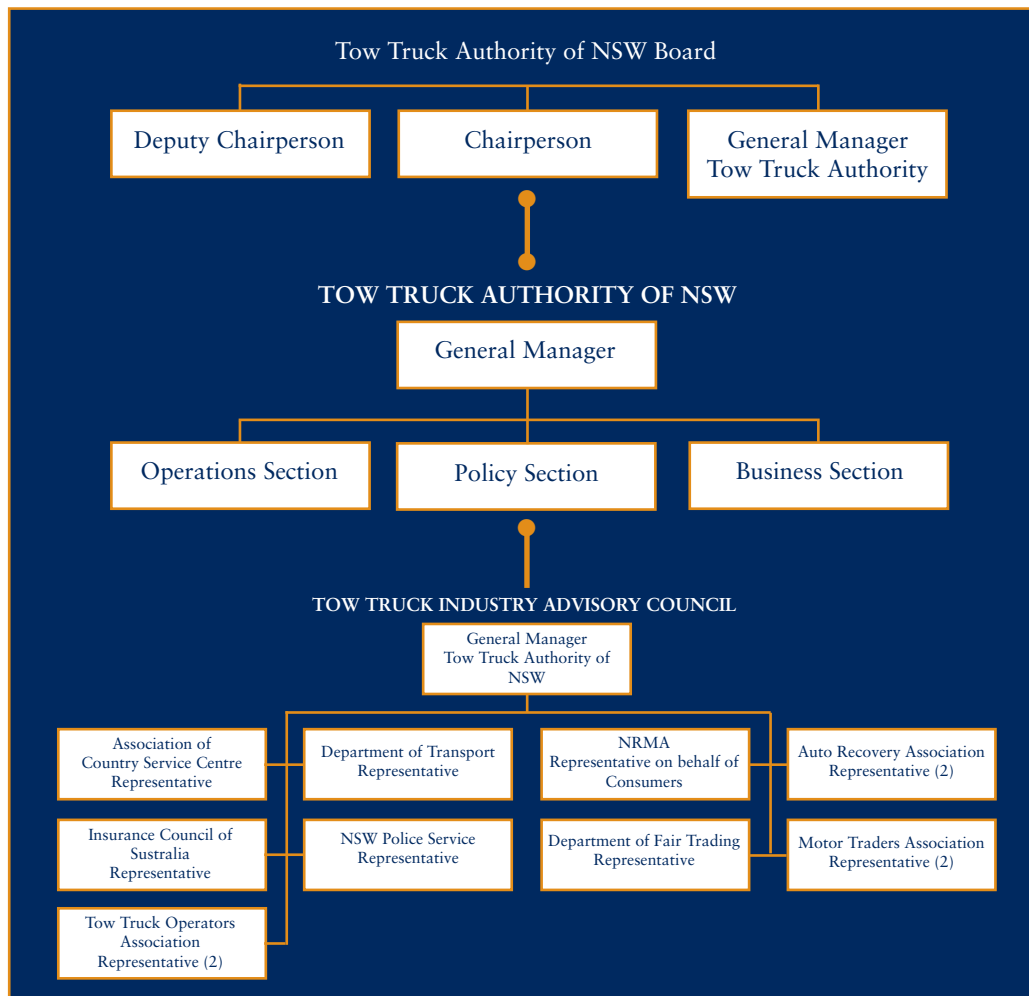 Tow Truck Authority of NSW Board
Deputy Chairperson
Chairperson
General Manager
Tow Truck Authority
TOW TRUCK AUTHORITY OF NSW
General Manager
Operations Section
Policy Section
Business Section
TOW TRUCK INDUSTRY ADVISORY COUNCIL
General Manager
Tow Truck Authority of
NSW
Association of
Country Service Centre
Representative
Department of Transport
Representative
NRMA
Representative on behalf of
Consumers
Auto Recovery Association
Representative (2)
Insurance Council of
Sustralia
Representative
NSW Police Service
Representative
Department of Fair Trading
Representative
Motor Traders Association
Representative (2)
Tow Truck Operators
Association
Representative (2)